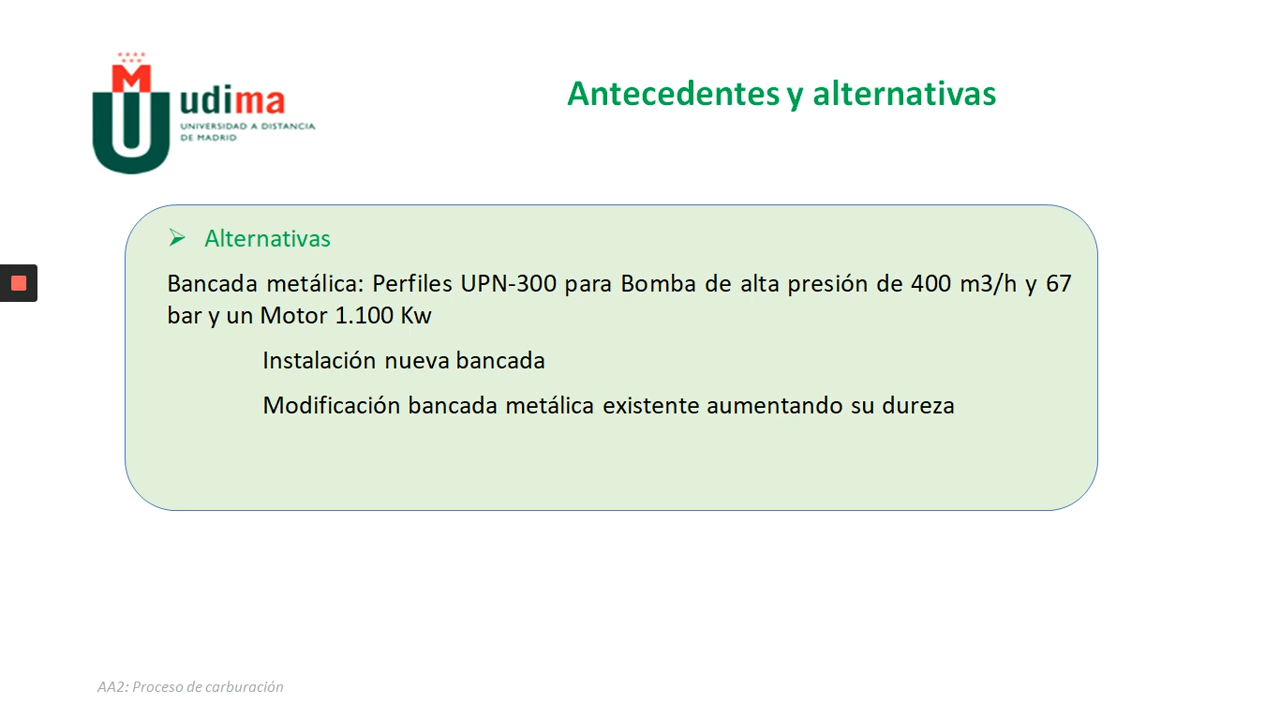 udima
UNIVERSIDAD A DISTANCIA
DE MADRID
Antecedentes y alternativas
Alternativas
Bancada metálica: Perfiles UPN-300 para Bomba de alta presión de 400 m3/h y 67
bar y un Motor 1.100 Kw
Instalación nueva bancada
Modificación bancada metálica existente aumentando su dureza
AA2: Proceso de carburación